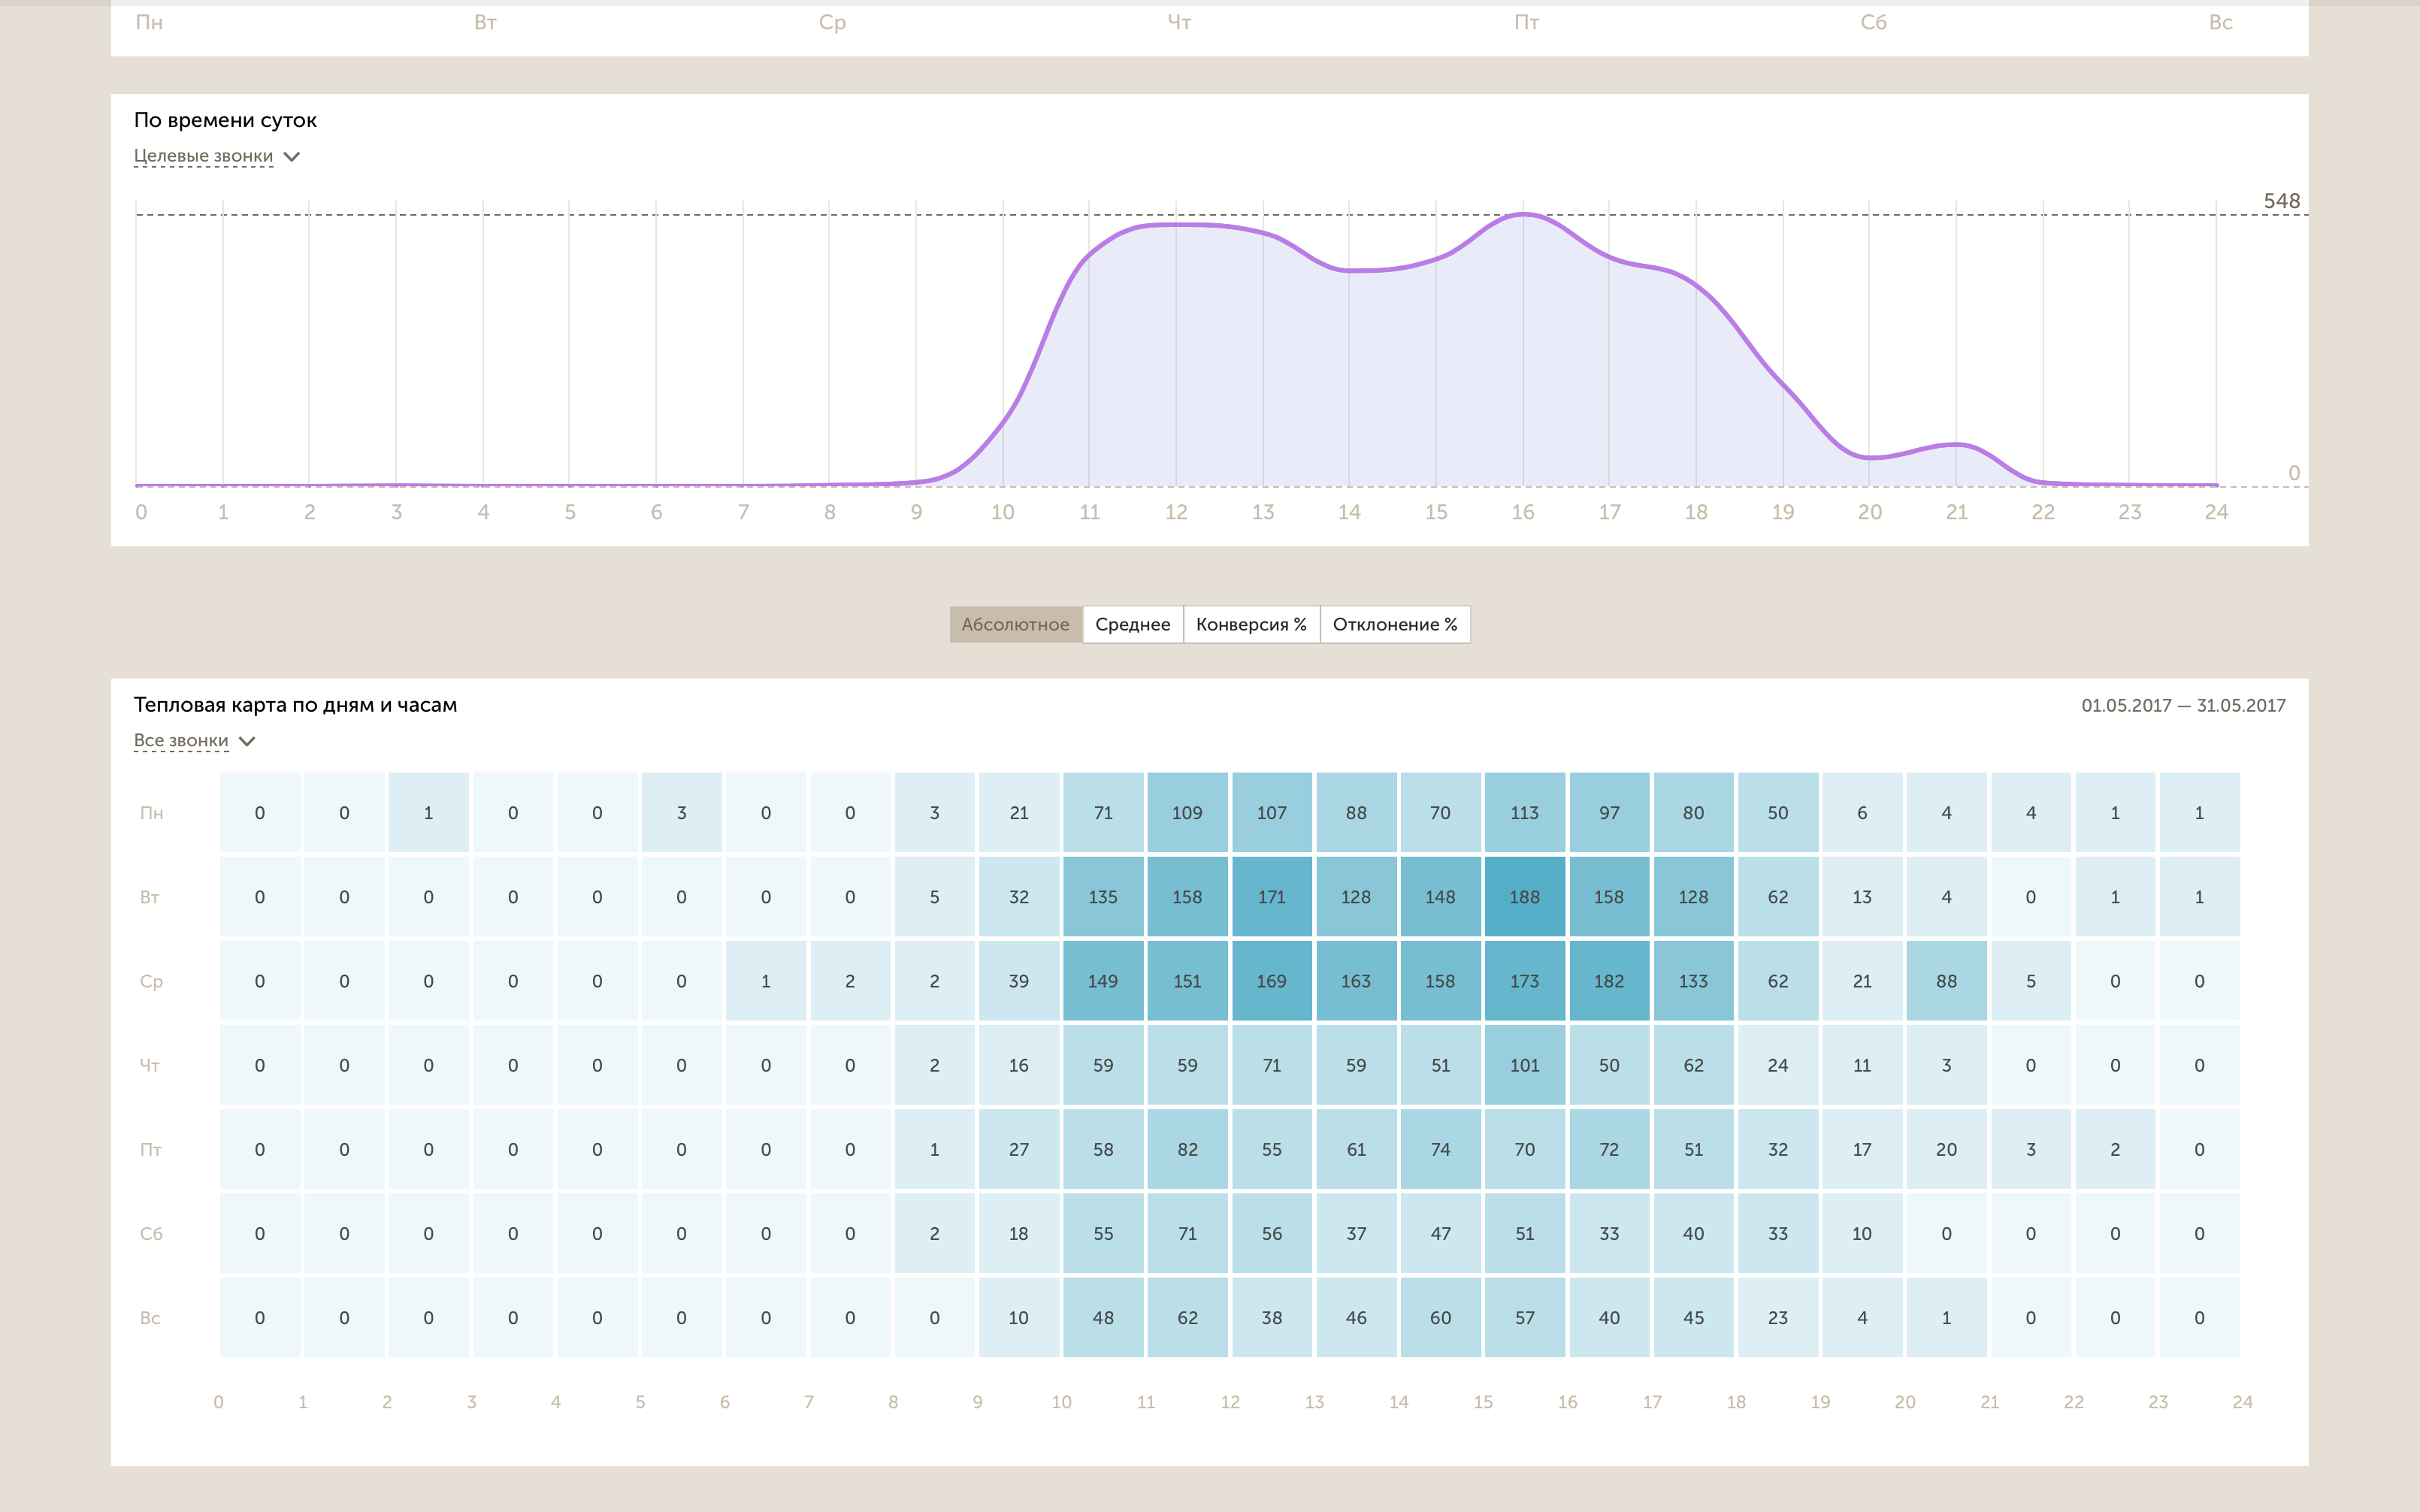 Пн Вт Ср Чт Пт Сб Вс
По времени суток
Целевые звонки
548
0
0 1 2 3 4 5 6 7 8 9 10 11 12 13 14 15 16 17 18 19 20 21 22 23 24
Абсолютное Среднее Конверсия % Отклонение %
Тепловая карта по дням и часам 01.05.2017 — 31.05.2017
Все звонки
Пн 0 0 1 0 0 3 0 0 3 21 71 109 107 88 70 113 97 80 50 6 4 4 1 1
Вт 0 0 0 0 0 0 0 0 5 32 135 158 171 128 148 188 158 128 62 13 4 0 1 1
Ср 0 0 0 0 0 0 1 2 2 39 149 151 169 163 158 173 182 133 62 21 88 5 0 0
Чт 0 0 0 0 0 0 0 0 2 16 59 59 71 59 51 101 50 62 24 11 3 0 0 0
Пт 0 0 0 0 0 0 0 0 1 27 58 82 55 61 74 70 72 51 32 17 20 3 2 0
Сб 0 0 0 0 0 0 0 0 2 18 55 71 56 37 47 51 33 40 33 10 0 0 0 0
Вс 0 0 0 0 0 0 0 0 0 10 48 62 38 46 60 57 40 45 23 4 1 0 0 0
0 1 2 3 4 5 6 7 8 9 10 11 12 13 14 15 16 17 18 19 20 21 22 23 24